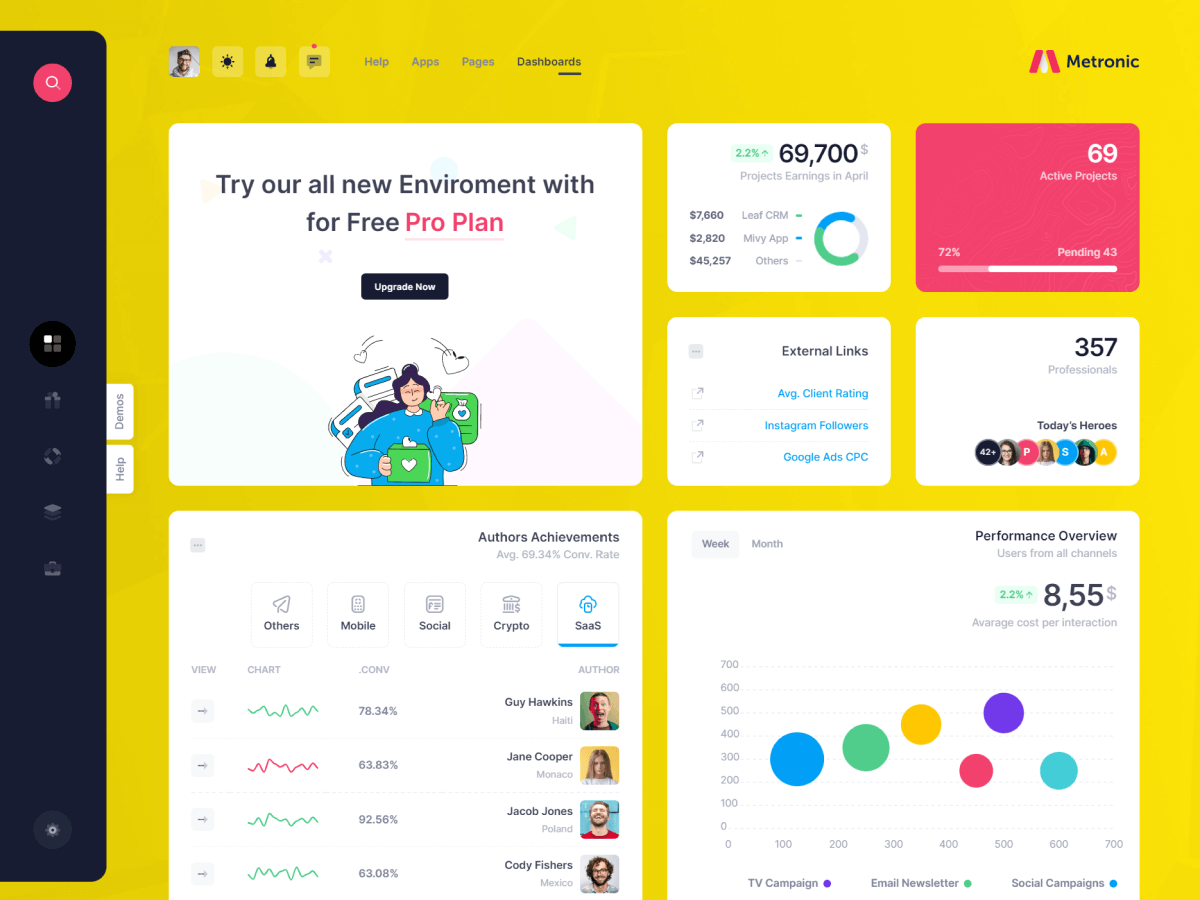 Help
Apps
Pages
Dashboards
Metronic
Demos
Help
Try our all new Enviroment with
for Free Pro Plan
Upgrade Now
2.2% 69,700 $
Projects Earnings in April
$7,660 Leaf CRM
$2,820 Mivy App
$45,257 Others
69
Active Projects
72% Pending 43
External Links
Avg. Client Rating
Instagram Followers
Google Ads CPC
357
Professionals
Today's Heroes
42+ P S A
Authors Achievements
Avg. 69.34% Conv. Rate
Others
Mobile
Social
Crypto
SaaS
VIEW CHART .CONV AUTHOR
78.34% Guy Hawkins
Haiti
63.83% Jane Cooper
Monaco
92.56% Jacob Jones
Poland
63.08% Cody Fishers
Mexico
Week Month
Performance Overview
Users from all channels
2.2% 8,55 $
Avarage cost per interaction
700
600
500
400
300
200
100
0
0 100 200 300 400 500 600 700
TV Campaign
Email Newsletter
Social Campaigns